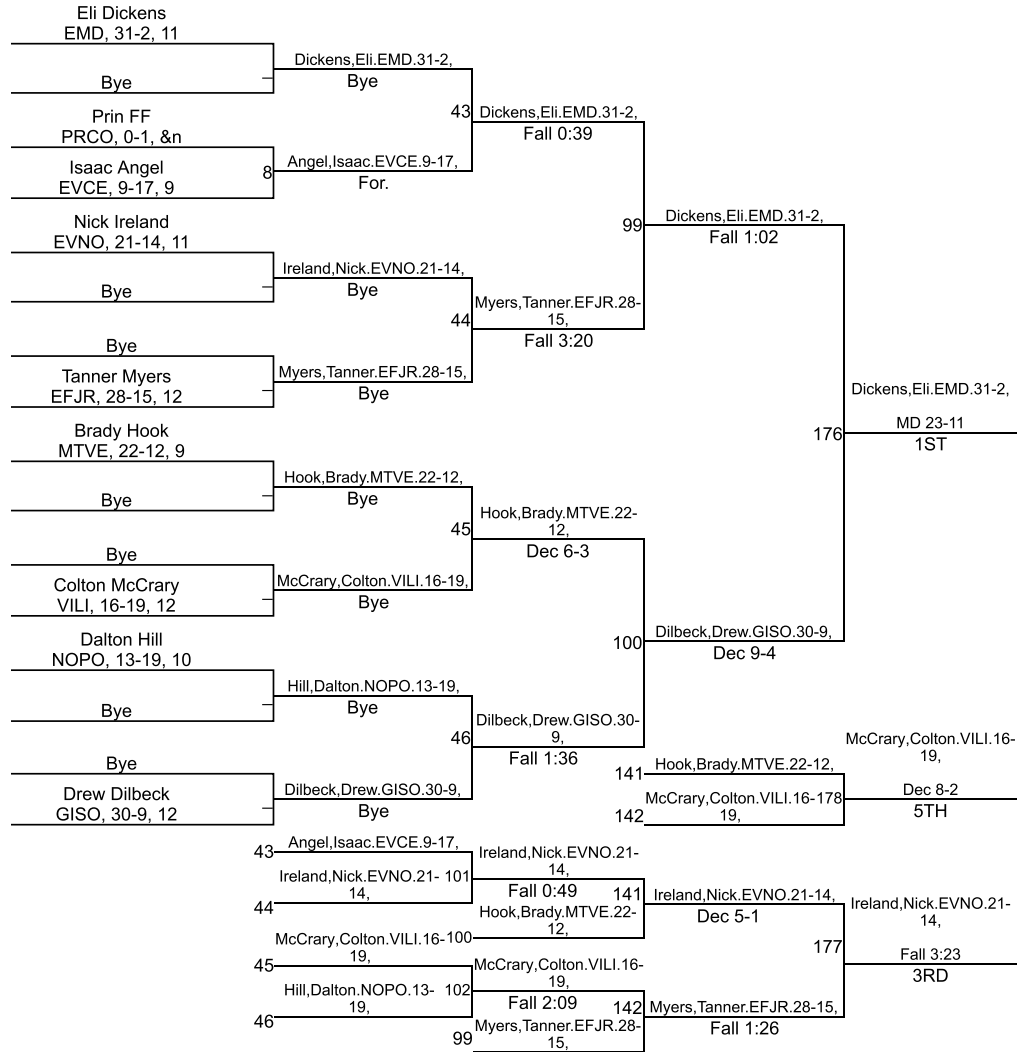 Eli Dickens
EMD, 31-2, 11
Bye
Prin FF
PRCO, 0-1, &n
8
Isaac Angel
EVCE, 9-17, 9
Nick Ireland
EVNO, 21-14, 11
Bye
Bye
Tanner Myers
EFJR, 28-15, 12
Brady Hook
MTVE, 22-12, 9
Bye
Bye
Colton McCrary
VILI, 16-19, 12
Dalton Hill
NOPO, 13-19, 10
Bye
Bye
Drew Dilbeck
GISO, 30-9, 12
Dickens,Eli.EMD.31-2,
Bye
43
Angel,Isaac.EVCE.9-17,
For.
Ireland,Nick.EVNO.21-14,
Bye
44
Myers,Tanner.EFJR.28-15,
Bye
Hook,Brady.MTVE.22-12,
Bye
45
McCrary,Colton.VILI.16-19,
Bye
Hill,Dalton.NOPO.13-19,
Bye
46
Dilbeck,Drew.GISO.30-9,
Bye
Dickens,Eli.EMD.31-2,
Fall 0:39
99
Myers,Tanner.EFJR.28-
15,
Fall 3:20
Hook,Brady.MTVE.22-
12,
Dec 6-3
100
Dilbeck,Drew.GISO.30-
9,
Fall 1:36
Dickens,Eli.EMD.31-2,
Fall 1:02
176
Dilbeck,Drew.GISO.30-9,
Dec 9-4
Dickens,Eli.EMD.31-2,
MD 23-11
1ST
141
Hook,Brady.MTVE.22-12,
142
McCrary,Colton.VILI.16-
19,
178
McCrary,Colton.VILI.16-
19,
Dec 8-2
5TH
43
Angel,Isaac.EVCE.9-17,
44
Ireland,Nick.EVNO.21-
14,
101
Ireland,Nick.EVNO.21-
14,
Fall 0:49
100
Hook,Brady.MTVE.22-
12,
141
Ireland,Nick.EVNO.21-14,
Dec 5-1
45
McCrary,Colton.VILI.16-
19,
46
Hill,Dalton.NOPO.13-
19,
102
McCrary,Colton.VILI.16-
19,
Fall 2:09
99
Myers,Tanner.EFJR.28-
15,
142
Myers,Tanner.EFJR.28-15,
Fall 1:26
177
Ireland,Nick.EVNO.21-
14,
Fall 3:23
3RD